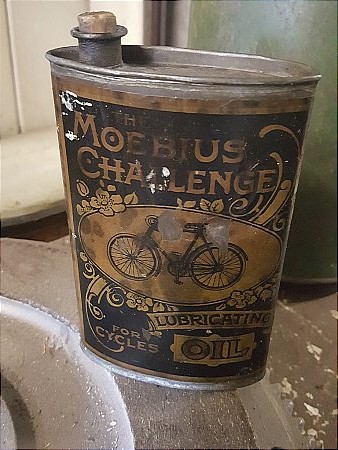 THE
MOEBIUS
CHALLENGE
LUBRICATING
FOR
CYCLES
OIL